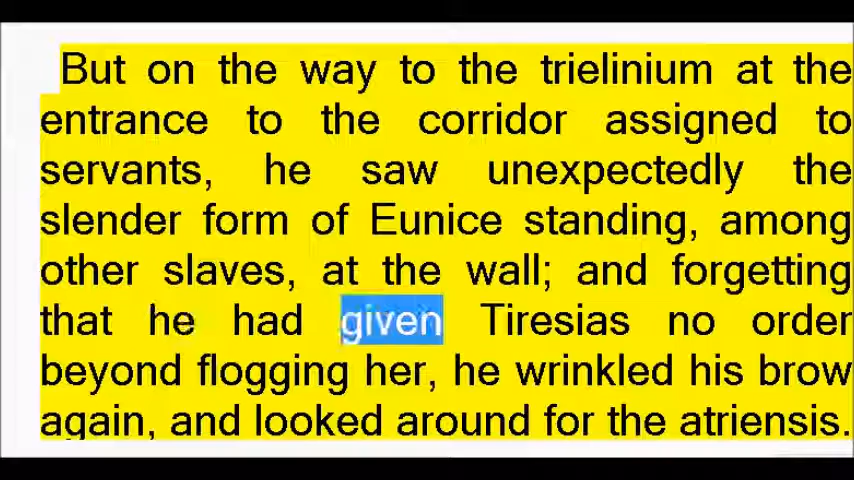 But on the way to the trielinium at the
entrance to the corridor assigned to
servants, he saw unexpectedly the
slender form of Eunice standing, among
other slaves, at the wall; and forgetting
that he had given Tiresias no order
beyond flogging her, he wrinkled his brow
again, and looked around for the atriensis.